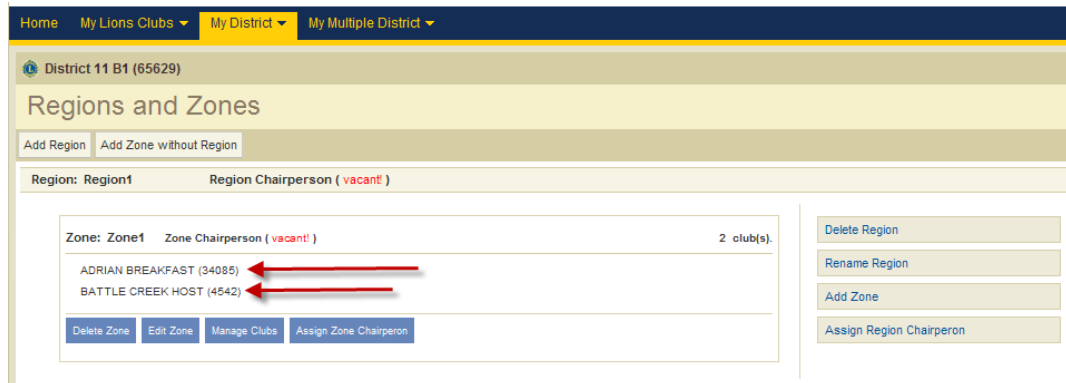 Home My Lions Clubs My District My Multiple District
District 11 B1 (65629)
Regions and Zones
Add Region Add Zone without Region
Region: Region1 Region Chairperson ( vacant! )
Zone: Zone1 Zone Chairperson ( vacant! ) 2 club(s).
ADRIAN BREAKFAST (34085)
BATTLE CREEK HOST (4542)
Delete Zone Edit Zone Manage Clubs Assign Zone Chairperon
Delete Region
Rename Region
Add Zone
Assign Region Chairperon